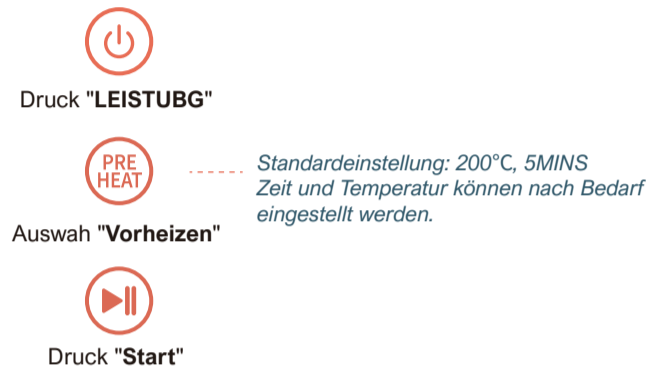 Druck "LEISTUBG"
PRE
HEAT
Standardeinstellung: 200°C, 5MINS
Zeit und Temperatur können nach Bedarf
eingestellt werden.
Auswah "Vorheizen"
Druck "Start"